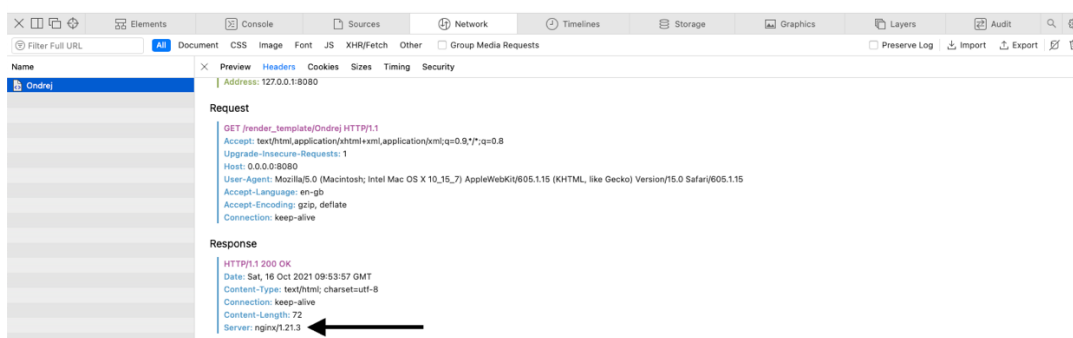 Elements Console Sources Network Timelines Storage Graphics Layers Audit
Filter Full URL All Document CSS Image Font JS XHR/Fetch Other Group Media Requests Preserve Log Import Export
Name Preview Headers Cookies Sizes Timing Security
Ondrej
Address: 127.0.0.1:8080
Request
GET /render_template/Ondrej HTTP/1.1
Accept: text/html,application/xhtml+xml,application/xml;q=0.9,*/*;q=0.8
Upgrade-Insecure-Requests: 1
Host: 0.0.0.0:8080
User-Agent: Mozilla/5.0 (Macintosh; Intel Mac OS X 10_15_7) AppleWebKit/605.1.15 (KHTML, like Gecko) Version/15.0 Safari/605.1.15
Accept-Language: en-gb
Accept-Encoding: gzip, deflate
Connection: keep-alive
Response
HTTP/1.1 200 OK
Date: Sat, 16 Oct 2021 09:53:57 GMT
Content-Type: text/html; charset=utf-8
Connection: keep-alive
Content-Length: 72
Server: nginx/1.21.3